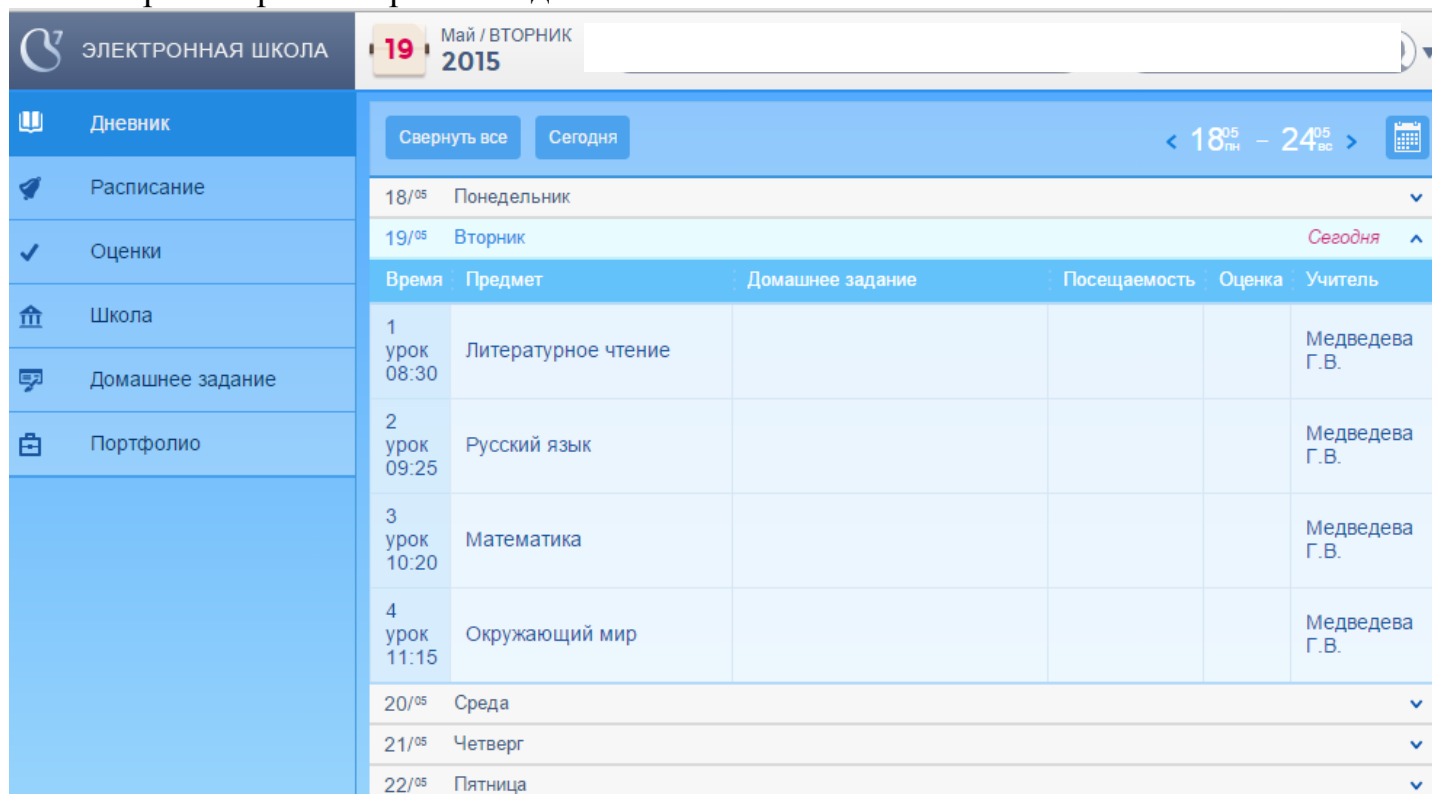 ЭЛЕКТРОННАЯ ШКОЛА
19 Май / ВТОРНИК
2015
Дневник
Расписание
Оценки
Школа
Домашнее задание
Портфолио
Свернуть все Сегодня < 18 05 пн – 24 05 вс >
18/05 Понедельник
19/05 Вторник Сегодня
Время Предмет Домашнее задание Посещаемость Оценка Учитель
1 урок 08:30 Литературное чтение Медведева Г.В.
2 урок 09:25 Русский язык Медведева Г.В.
3 урок 10:20 Математика Медведева Г.В.
4 урок 11:15 Окружающий мир Медведева Г.В.
20/05 Среда
21/05 Четверг
22/05 Пятница